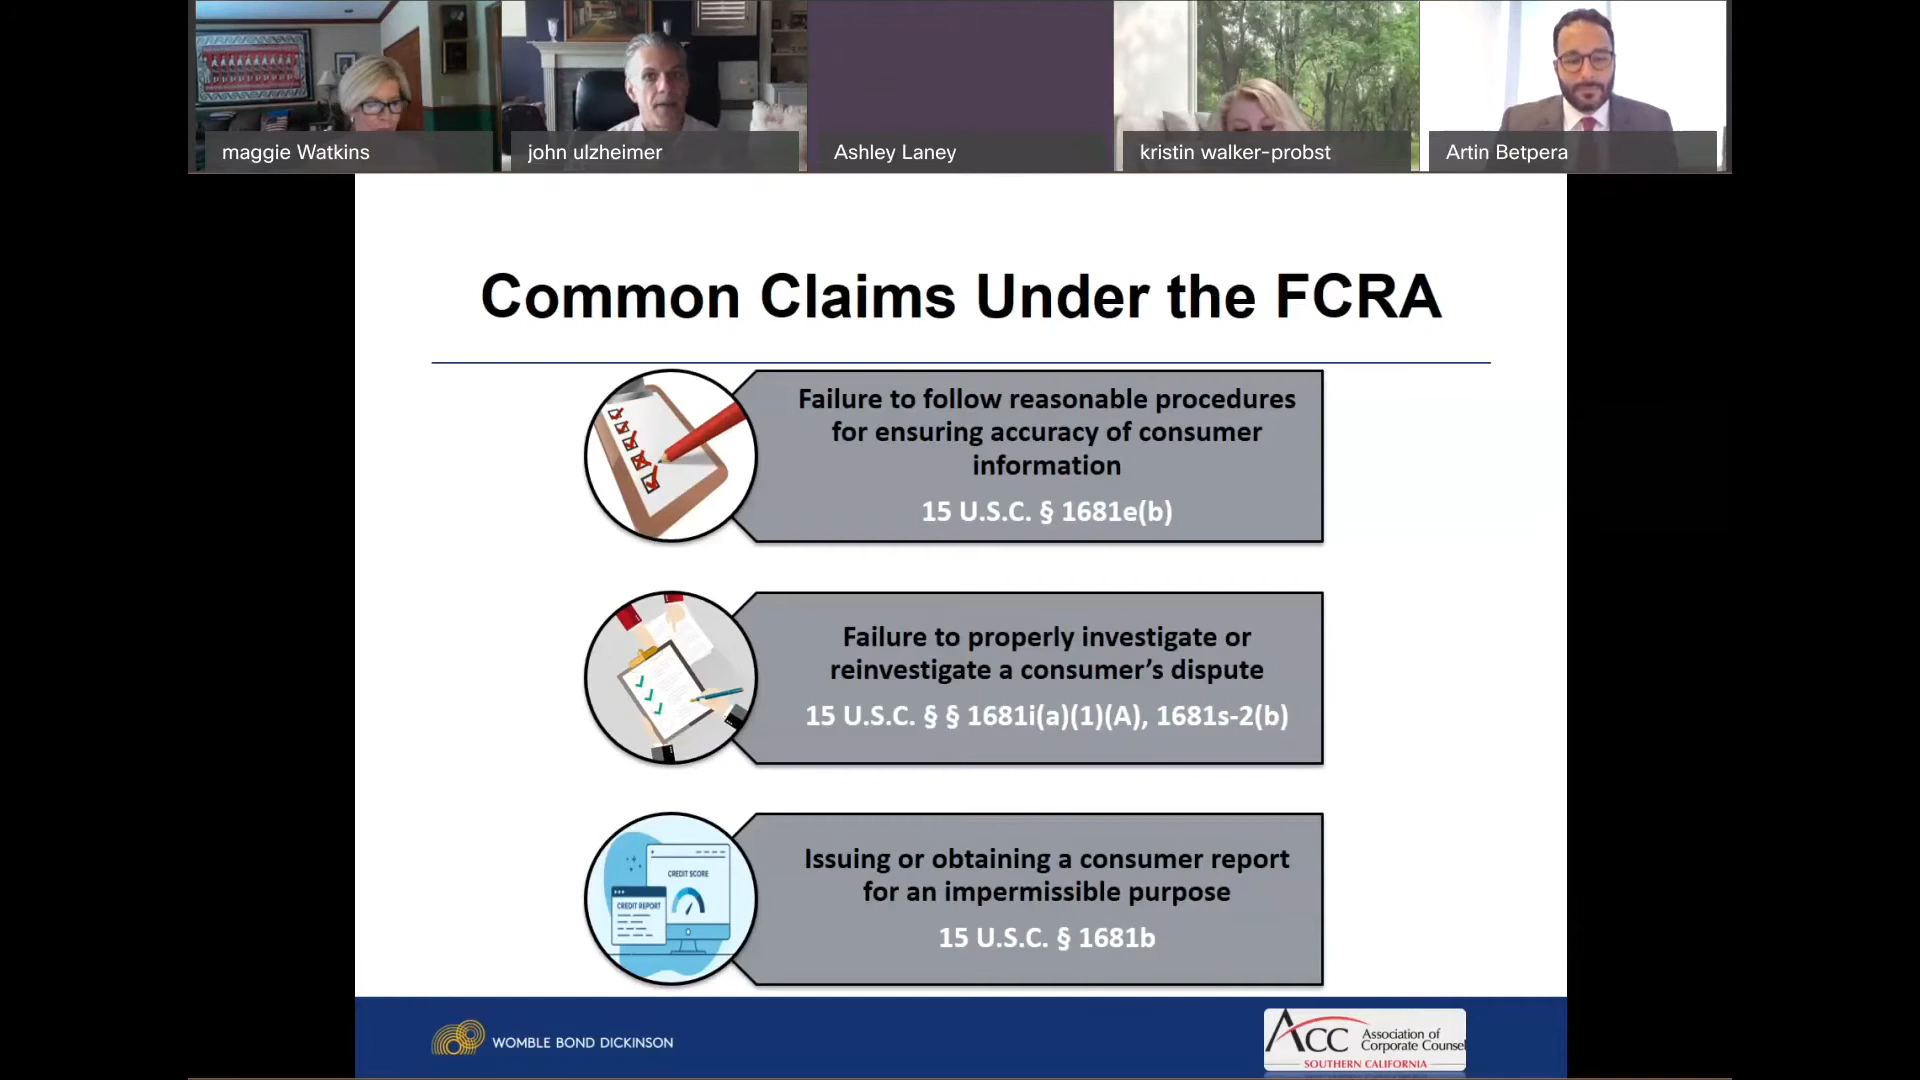 maggie Watkins
john ulzheimer
Ashley Laney
kristin walker-probst
Artin Betpera
Common Claims Under the FCRA
Failure to follow reasonable procedures
for ensuring accuracy of consumer
information
15 U.S.C. § 1681e(b)
Failure to properly investigate or
reinvestigate a consumer’s dispute
15 U.S.C. § § 1681i(a)(1)(A), 1681s-2(b)
CREDIT SCORE
CREDIT REPORT
Issuing or obtaining a consumer report
for an impermissible purpose
15 U.S.C. § 1681b
WOMBLE BOND DICKINSON
ACC Association of
Corporate Counsel
SOUTHERN CALIFORNIA